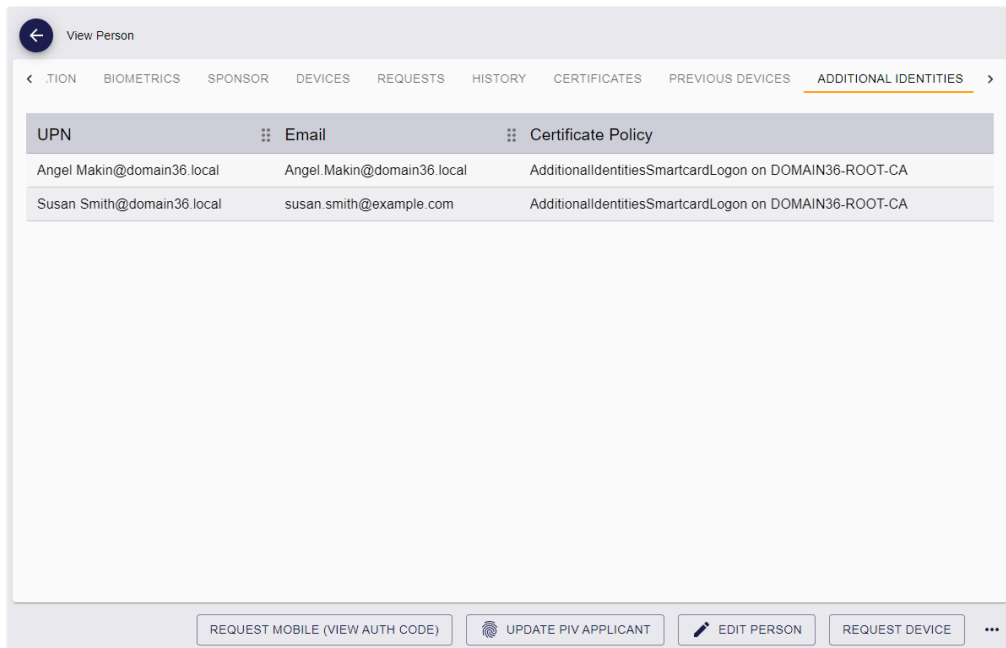 View Person
.TION BIOMETRICS SPONSOR DEVICES REQUESTS HISTORY CERTIFICATES PREVIOUS DEVICES ADDITIONAL IDENTITIES
UPN Email Certificate Policy
Angel Makin@domain36.local Angel.Makin@domain36.local AdditionalIdentitiesSmartcardLogon on DOMAIN36-ROOT-CA
Susan Smith@domain36.local susan.smith@example.com AdditionalIdentitiesSmartcardLogon on DOMAIN36-ROOT-CA
REQUEST MOBILE (VIEW AUTH CODE) UPDATE PIV APPLICANT EDIT PERSON REQUEST DEVICE